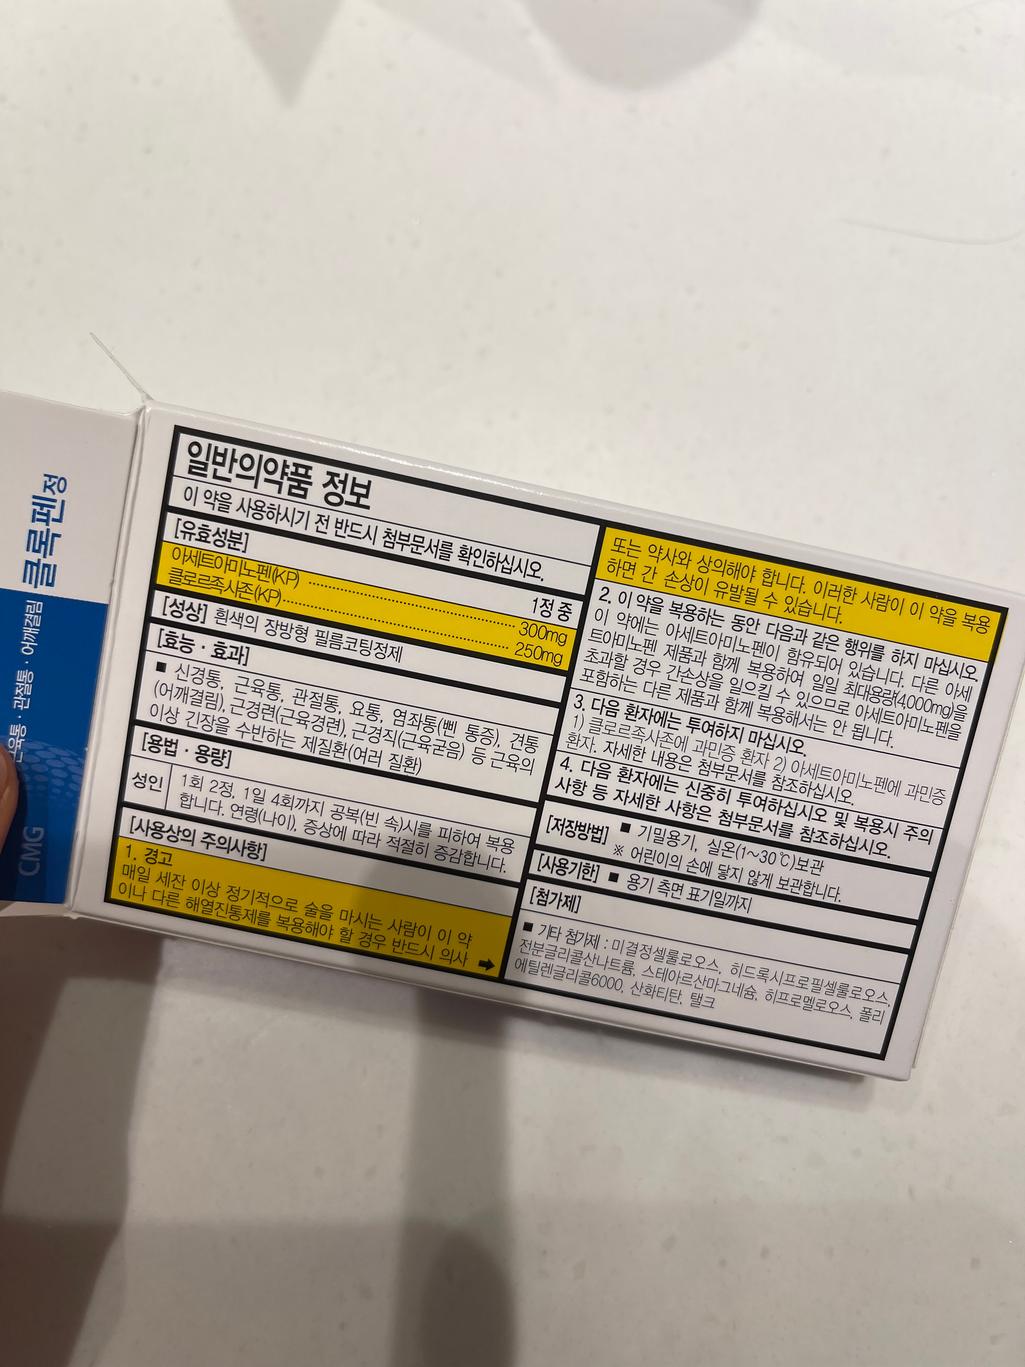 클록펜정
근육통 · 관절통 · 어깨결림
CMG
일반의약품 정보
이 약을 사용하시기 전 반드시 첨부문서를 확인하십시오.
[유효성분]
1정 중
아세트아미노펜(KP) 300mg
클로르족사존(KP) 250mg
[성상] 흰색의 장방형 필름코팅정제
[효능 · 효과]
■ 신경통, 근육통, 관절통, 요통, 염좌통(삔 통증), 견통
(어깨결림), 근경련(근육경련), 근경직(근육굳음) 등 근육의
이상 긴장을 수반하는 제질환(여러 질환)
[용법 · 용량]
성인
1회 2정, 1일 4회까지 공복(빈 속)시를 피하여 복용
합니다. 연령(나이), 증상에 따라 적절히 증감합니다.
[사용상의 주의사항]
1. 경고
매일 세잔 이상 정기적으로 술을 마시는 사람이 이 약
이나 다른 해열진통제를 복용해야 할 경우 반드시 의사
또는 약사와 상의해야 합니다. 이러한 사람이 이 약을 복용
하면 간 손상이 유발될 수 있습니다.
2. 이 약을 복용하는 동안 다음과 같은 행위를 하지 마십시오.
이 약에는 아세트아미노펜이 함유되어 있습니다. 다른 아세
트아미노펜 제품과 함께 복용하여 일일 최대용량(4000mg)을
초과할 경우 간손상을 일으킬 수 있으므로 아세트아미노펜을
포함하는 다른 제품과 함께 복용해서는 안 됩니다.
3. 다음 환자에는 투여하지 마십시오.
1) 클로르족사존에 과민증 환자 2) 아세트아미노펜에 과민증
환자. 자세한 내용은 첨부문서를 참조하십시오.
4. 다음 환자에는 신중히 투여하십시오 및 복용시 주의
사항 등 자세한 사항은 첨부문서를 참조하십시오.
[저장방법] ■ 기밀용기, 실온(1~30℃)보관
※ 어린이의 손에 닿지 않게 보관합니다.
[사용기한] ■ 용기 측면 표기일까지
[첨가제]
■ 기타 첨가제 : 미결정셀룰로오스, 히드록시프로필셀룰로오스,
전분글리콜산나트륨, 스테아르산마그네슘, 히프로멜로오스, 폴리
에틸렌글리콜6000, 산화티탄, 탤크